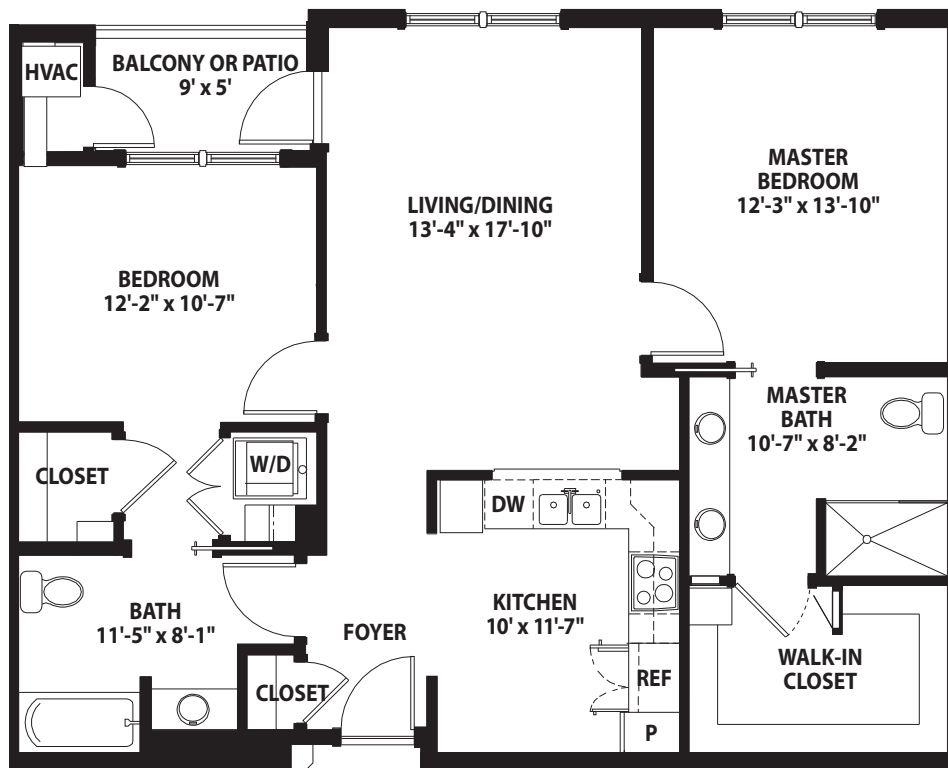 HVAC
BALCONY OR PATIO
9' x 5'
LIVING/DINING
13'-4" x 17'-10"
MASTER
BEDROOM
12'-3" x 13'-10"
BEDROOM
12'-2" x 10'-7"
MASTER
BATH
10'-7" x 8'-2"
CLOSET
W/D
DW
BATH
11'-5" x 8'-1"
FOYER
KITCHEN
10' x 11'-7"
CLOSET
REF
P
WALK-IN
CLOSET